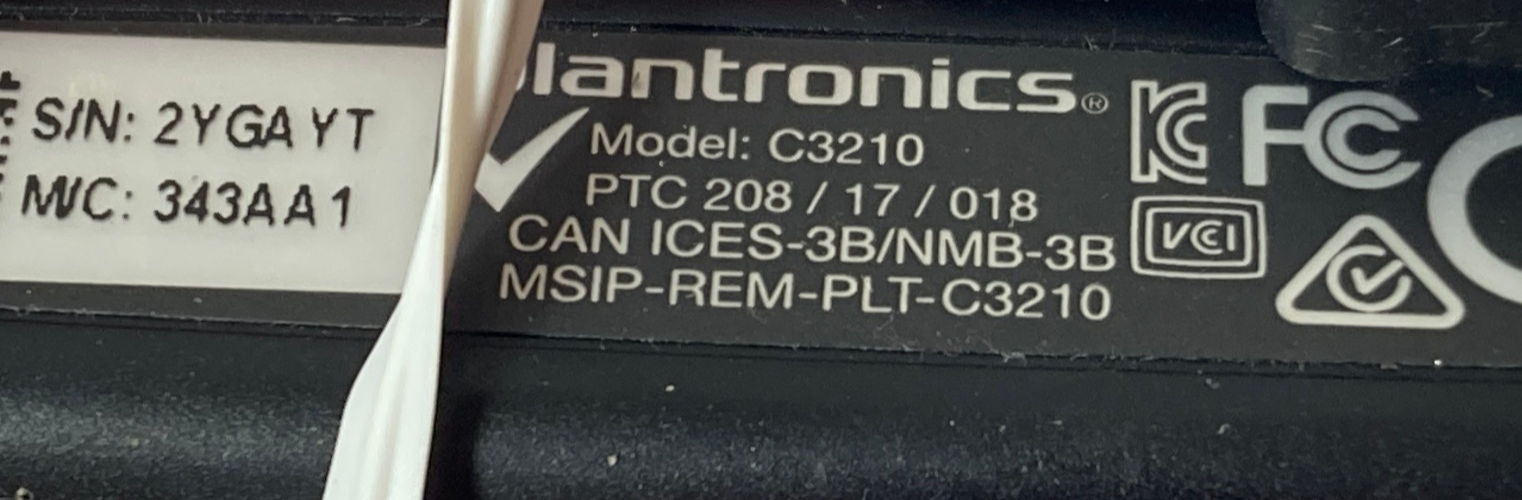 S/N: 2YGAYT
M/C: 343AA1
lantronics®
Model: C3210
PTC 208 / 17 / 018
CAN ICES-3B/NMB-3B
MSIP-REM-PLT-C3210
FC
VCI